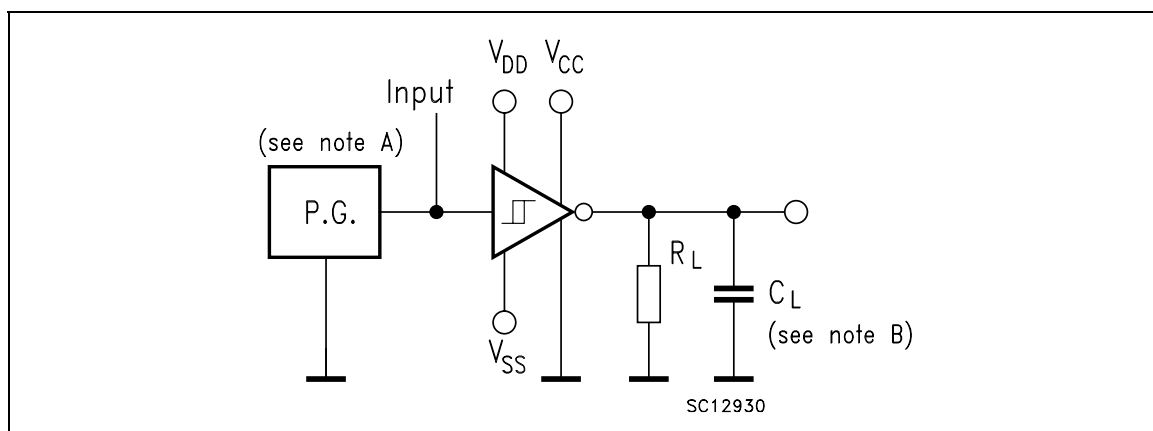 V_DD V_CC
Input
(see note A)
P.G.
R_L
C_L
(see note B)
V_SS
SC12930